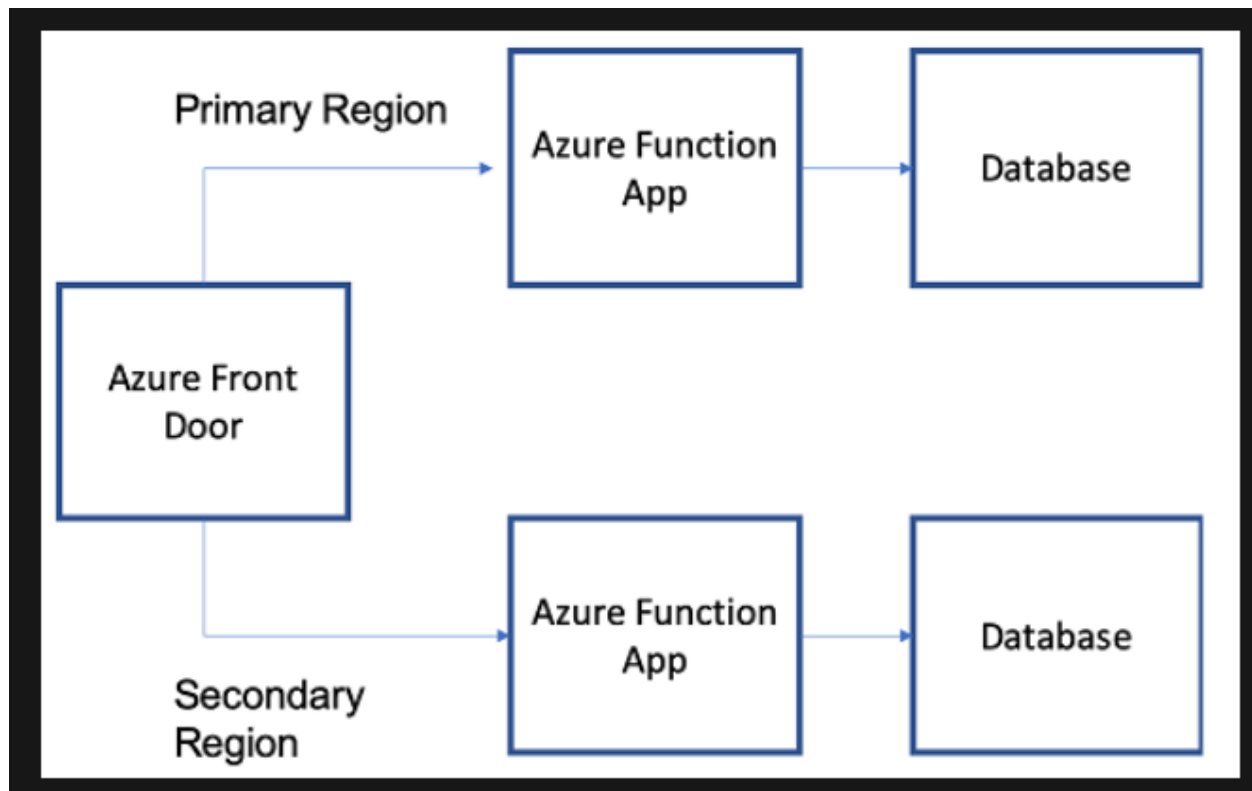 Primary Region
Azure Function
App
Database
Azure Front
Door
Azure Function
App
Database
Secondary
Region